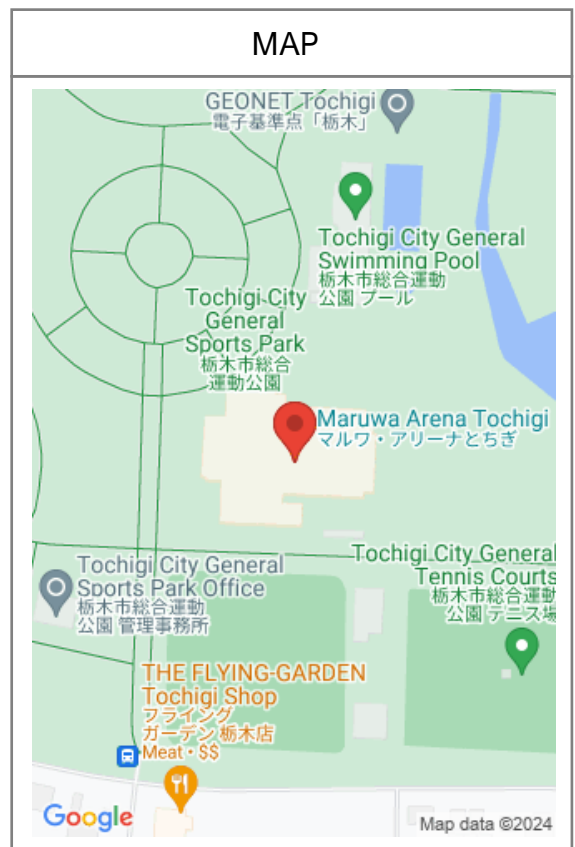 MAP
GEONET Tochigi
電子基準点「栃木」
Tochigi City General
Swimming Pool
栃木市総合運動
公園 プール
Tochigi City
General
Sports Park
栃木市総合
運動公園
Maruwa Arena Tochigi
マルワ・アリーナとちぎ
Tochigi City General
Tennis Courts
栃木市総合運動
公園 テニス場
Tochigi City General
Sports Park Office
栃木市総合運動
公園 管理事務所
THE FLYING-GARDEN
Tochigi Shop
フライング
ガーデン 栃木店
Meat • $$
Google
Map data ©2024